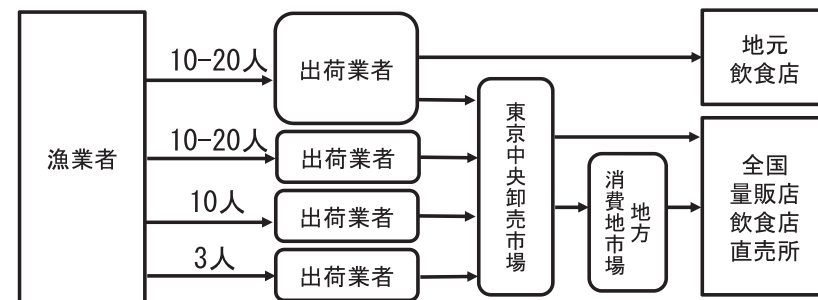 漁業者
10-20人
10-20人
10人
3人
出荷業者
出荷業者
出荷業者
出荷業者
東京中央卸売市場
地方
消費地市場
地元
飲食店
全国
量販店
飲食店
直売所